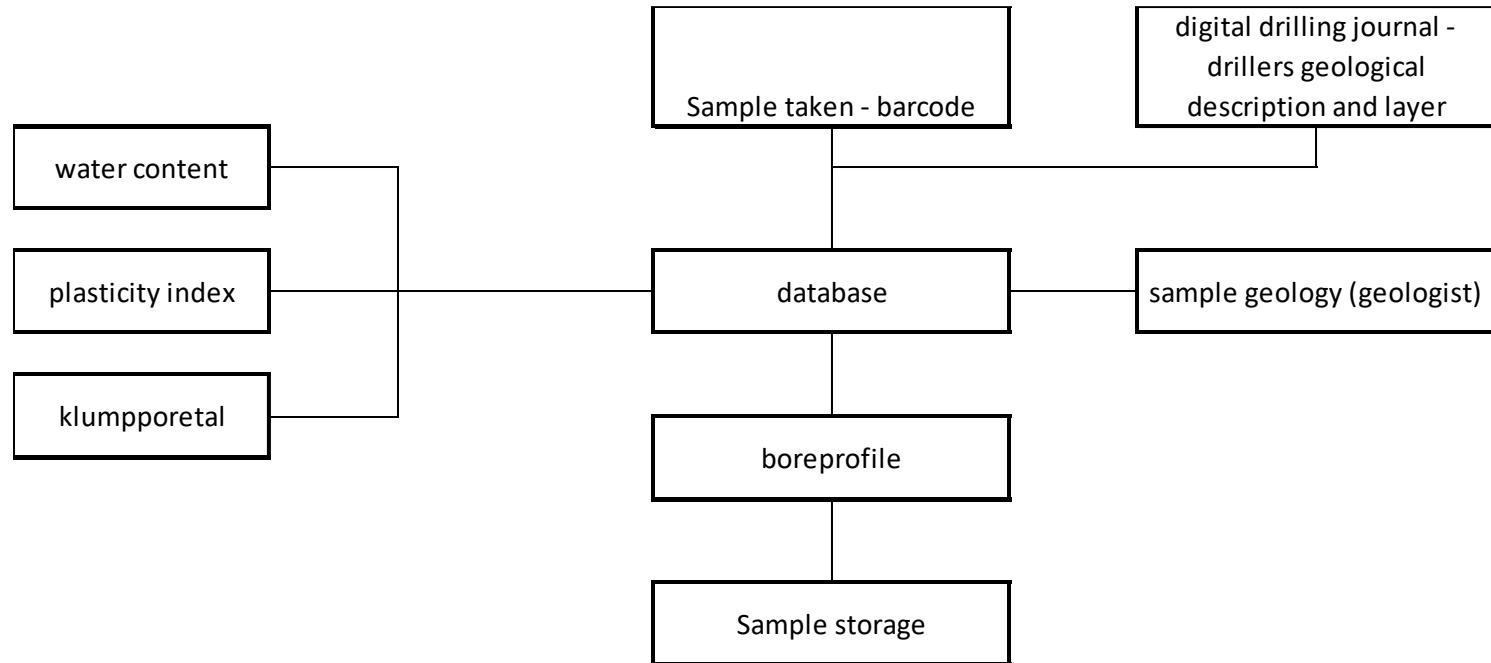 digital drilling journal -
drillers geological
description and layer
Sample taken - barcode
water content
plasticity index
database
sample geology (geologist)
klumpporetal
boreprofile
Sample storage